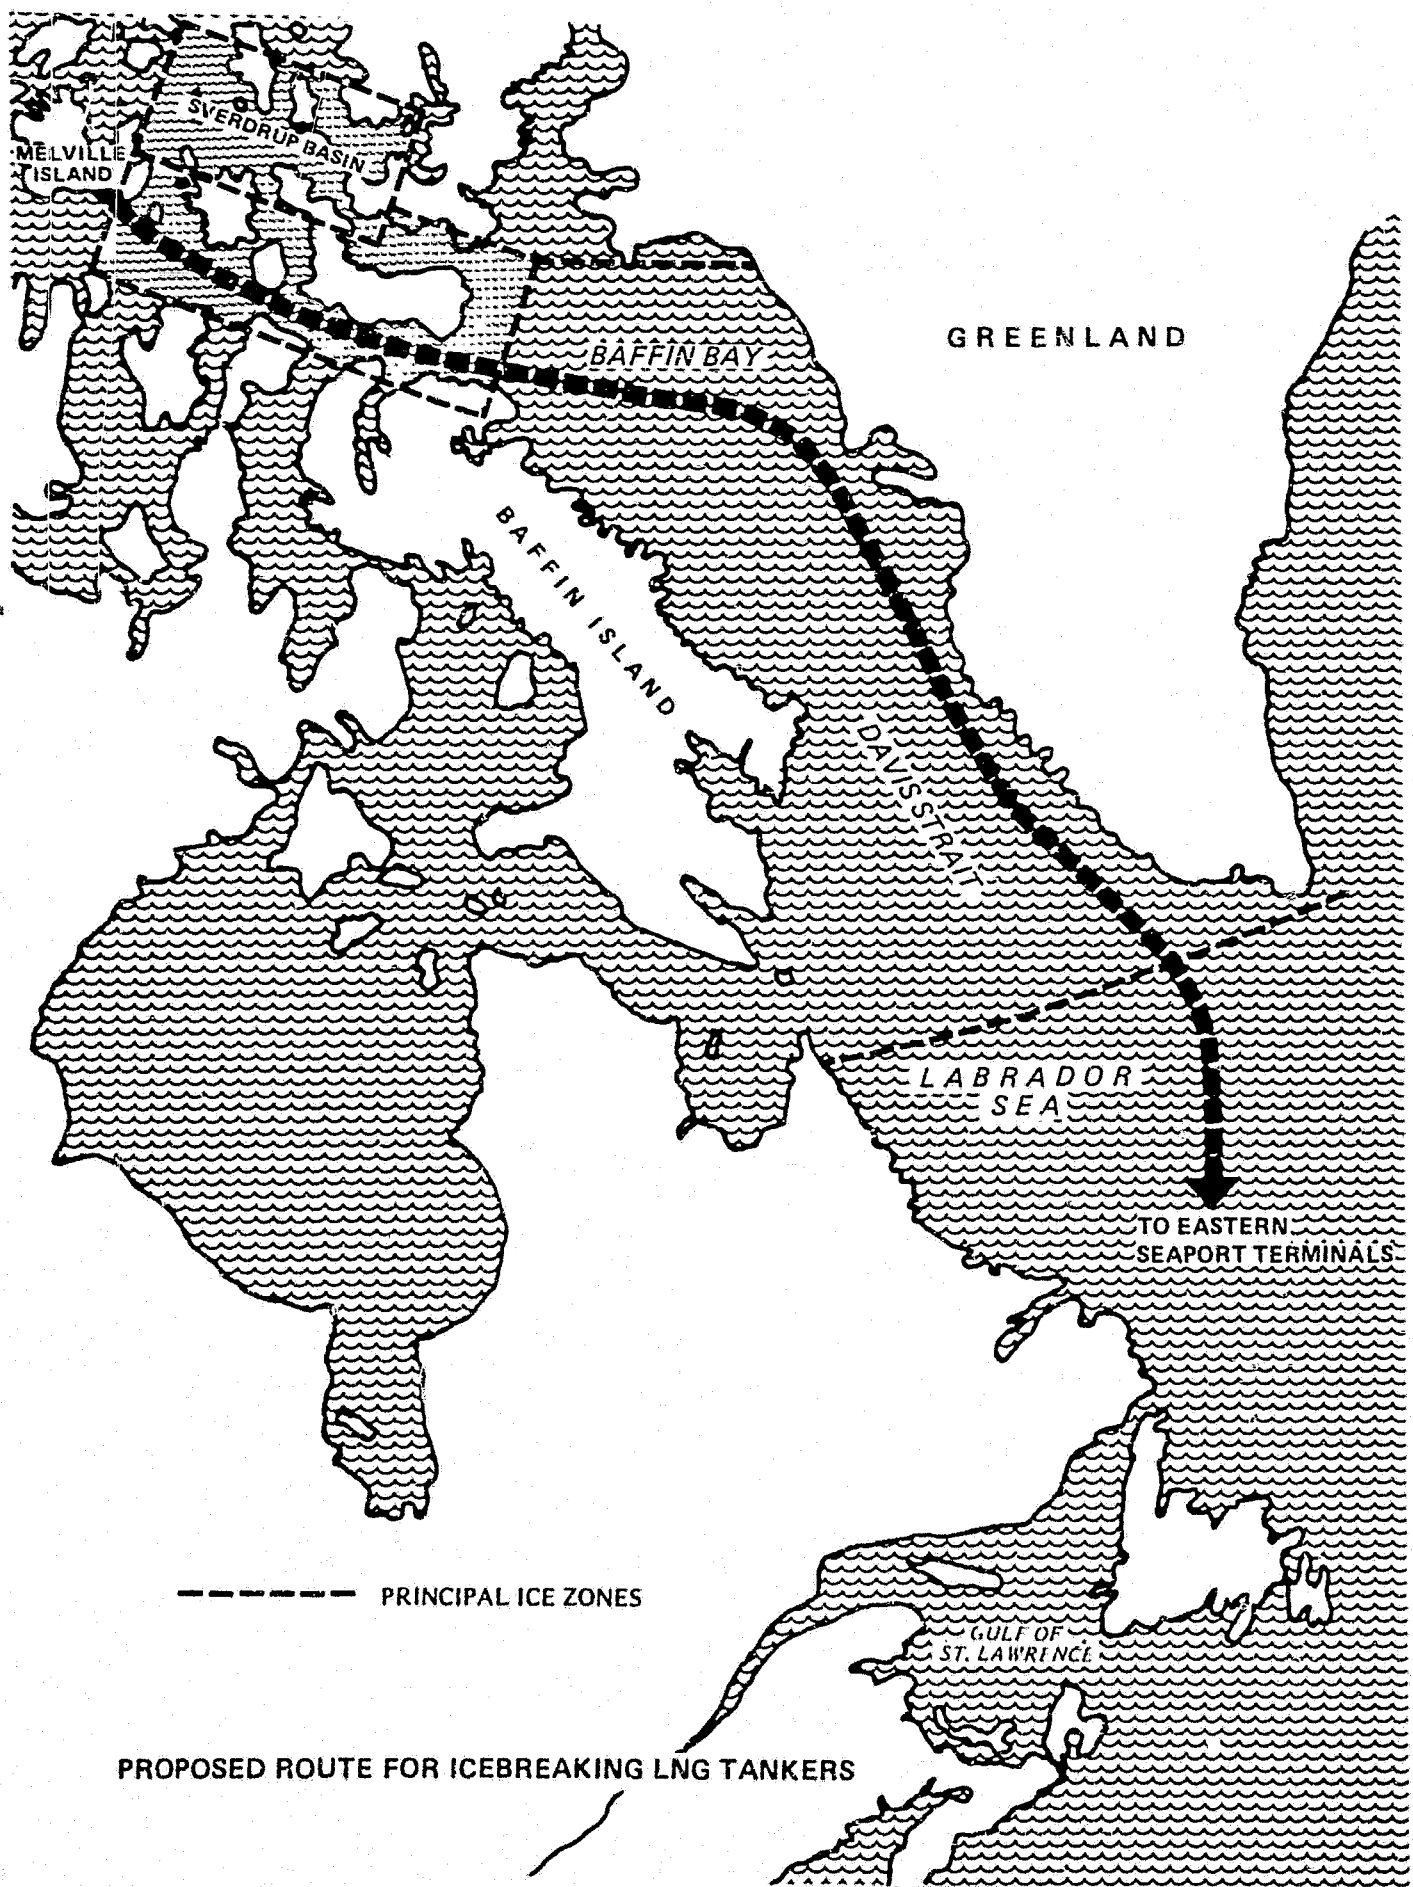 SVERDRUP BASIN
MELVILLE
ISLAND
GREENLAND
BAFFIN BAY
BAFFIN ISLAND
DAVIS STRAIT
LABRADOR
SEA
TO EASTERN
SEAPORT TERMINALS
PRINCIPAL ICE ZONES
GULF OF
ST. LAWRENCE
PROPOSED ROUTE FOR ICEBREAKING LNG TANKERS